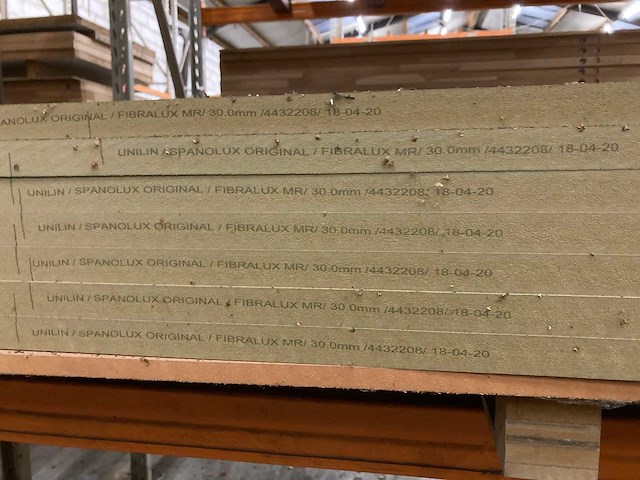 ANOLUX ORIGINAL / FIBRALUX MR/ 30.0mm /4432208/ 18-04-20
UNILIN / SPANOLUX ORIGINAL / FIBRALUX MR/ 30.0mm /4432208/ 18-04-20
UNILIN / SPANOLUX ORIGINAL / FIBRALUX MR/ 30.0mm /4432208/ 18-04-20
UNILIN / SPANOLUX ORIGINAL / FIBRALUX MR/ 30.0mm /4432208/ 18-04-20
UNILIN / SPANOLUX ORIGINAL / FIBRALUX MR/ 30.0mm /4432208/ 18-04-20
UNILIN / SPANOLUX ORIGINAL / FIBRALUX MR/ 30.0mm /4432208/ 18-04-20
UNILIN / SPANOLUX ORIGINAL / FIBRALUX MR/ 30.0mm /4432208/ 18-04-20